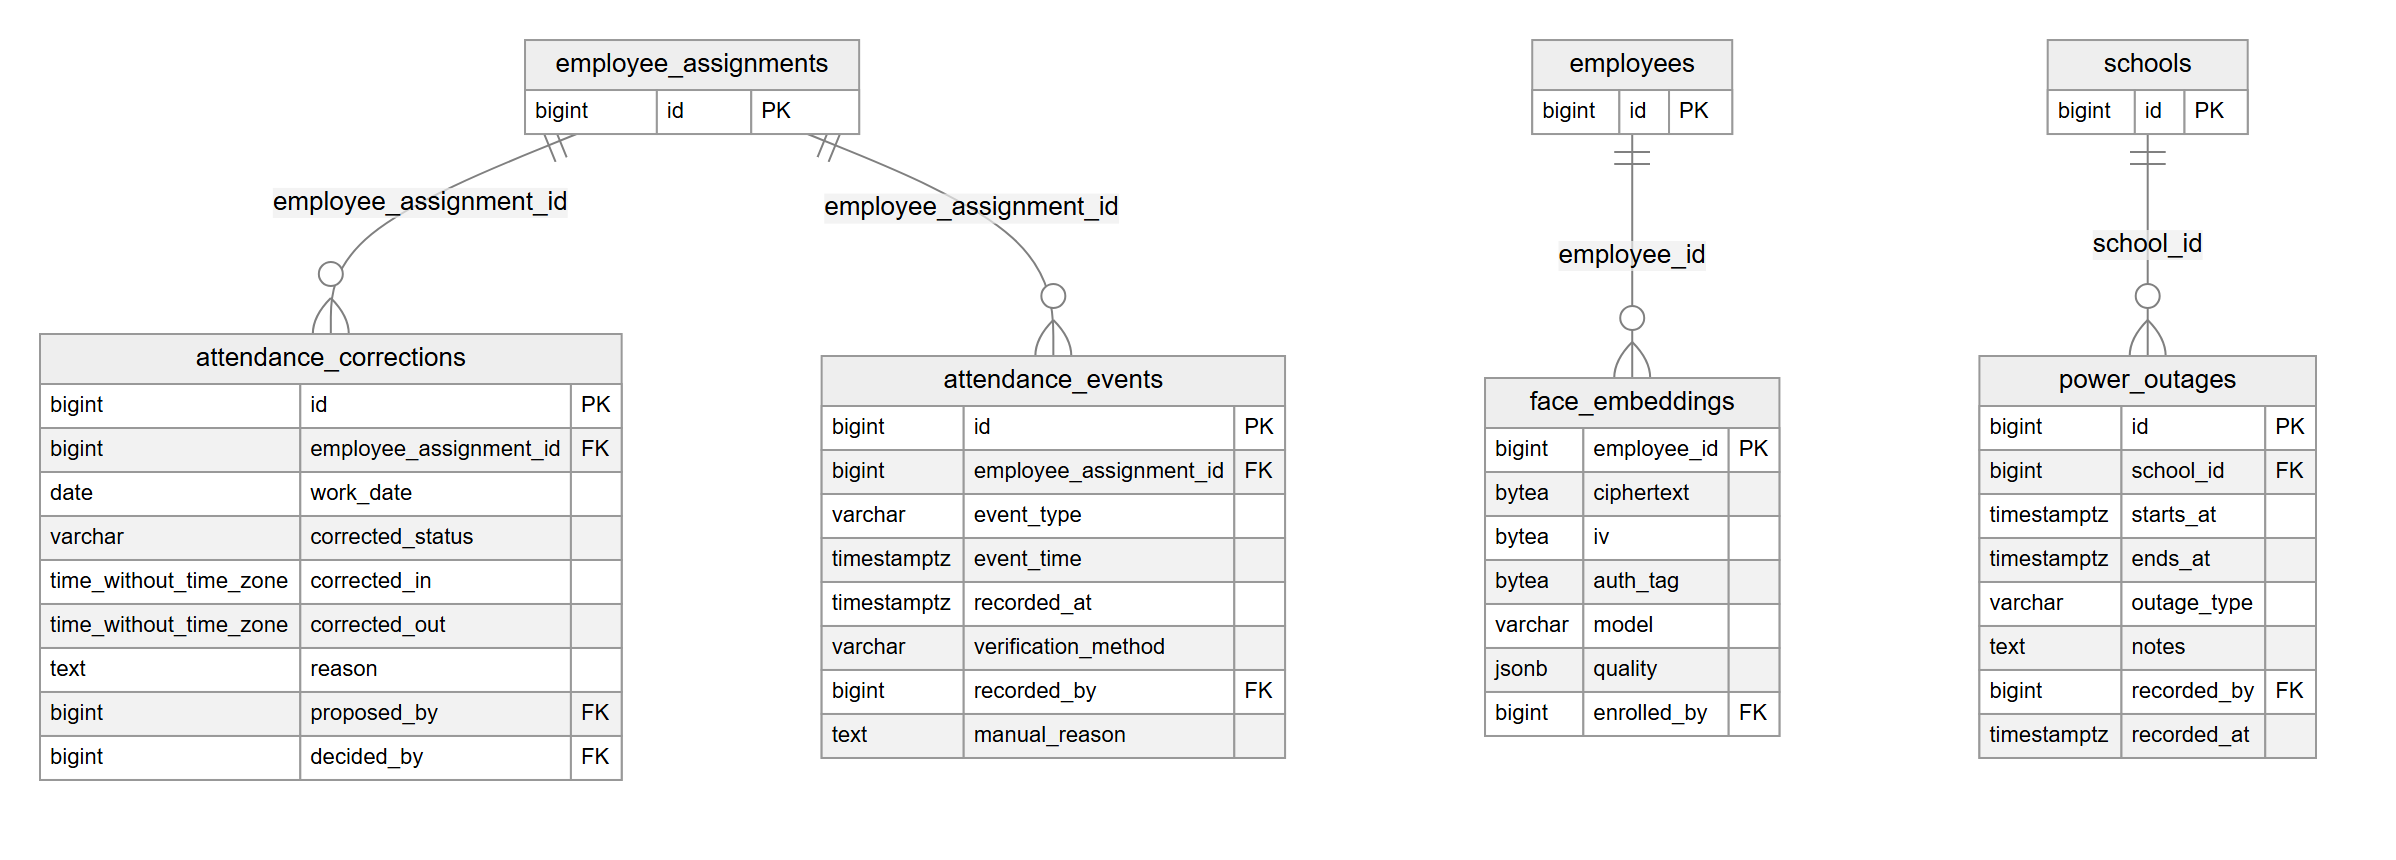 employee_assignments
bigint id PK
employees
bigint id PK
schools
bigint id PK
employee_assignment_id
employee_assignment_id
employee_id
school_id
attendance_corrections
bigint id PK
bigint employee_assignment_id FK
date work_date
varchar corrected_status
time_without_time_zone corrected_in
time_without_time_zone corrected_out
text reason
bigint proposed_by FK
bigint decided_by FK
attendance_events
bigint id PK
bigint employee_assignment_id FK
varchar event_type
timestamptz event_time
timestamptz recorded_at
varchar verification_method
bigint recorded_by FK
text manual_reason
face_embeddings
bigint employee_id PK
bytea ciphertext
bytea iv
bytea auth_tag
varchar model
jsonb quality
bigint enrolled_by FK
power_outages
bigint id PK
bigint school_id FK
timestamptz starts_at
timestamptz ends_at
varchar outage_type
text notes
bigint recorded_by FK
timestamptz recorded_at